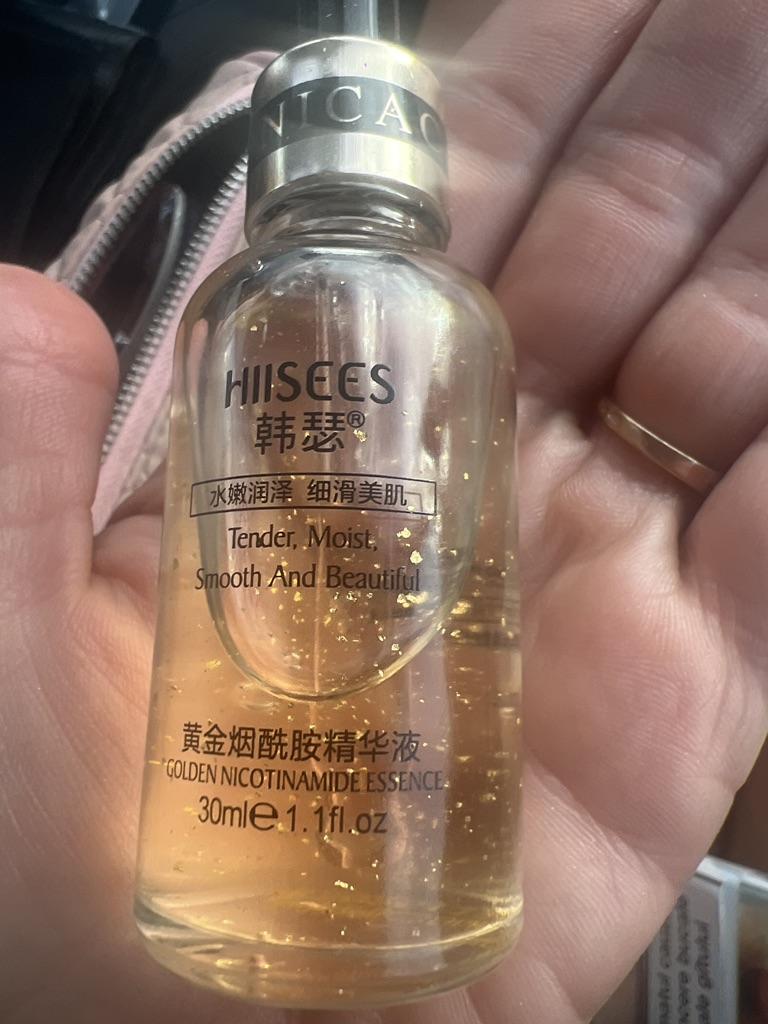 NICAC
HIISEES
韩瑟®
水嫩润泽 细滑美肌
Tender, Moist,
Smooth And Beautiful
黄金烟酰胺精华液
GOLDEN NICOTINAMIDE ESSENCE
30ml℮1.1fl.oz